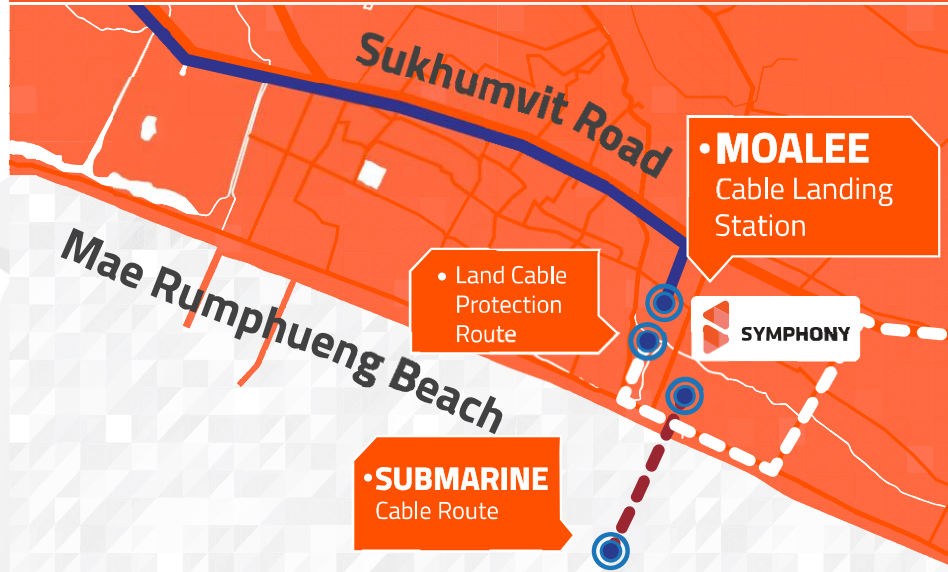 Sukhumvit Road
• MOALEE
Cable Landing
Station
Mae Rumphueng Beach
• Land Cable
Protection
Route
SYMPHONY
• SUBMARINE
Cable Route